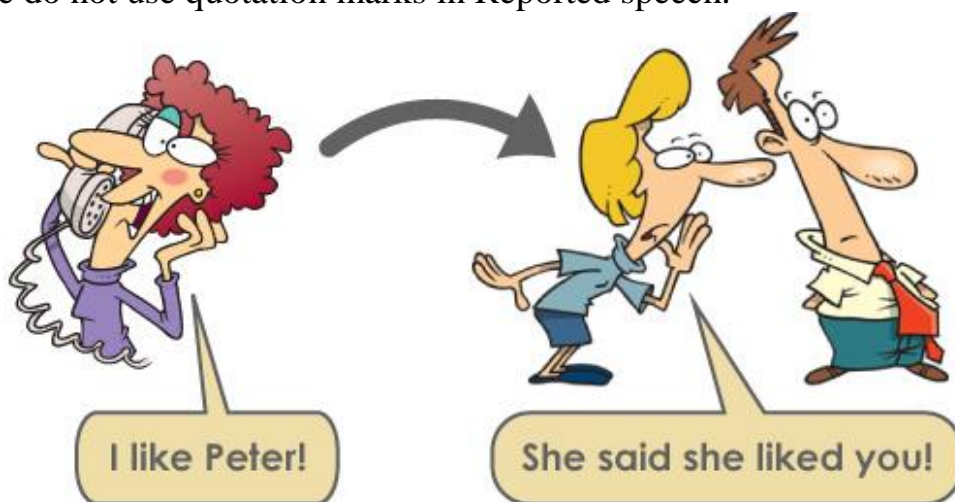 do not use quotation marks in Reported speech.
I like Peter!
She said she liked you!